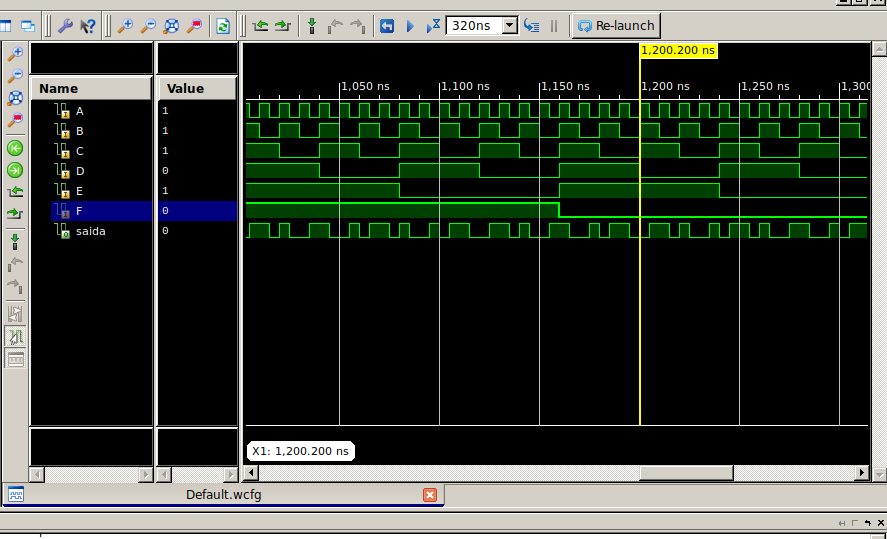 320ns
Re-launch
1,200.200 ns
Name
Value
1,050 ns
1,100 ns
1,150 ns
1,200 ns
1,250 ns
1,300
A
1
B
1
C
1
D
0
E
1
F
0
saida
0
X1: 1,200.200 ns
Default.wcfg